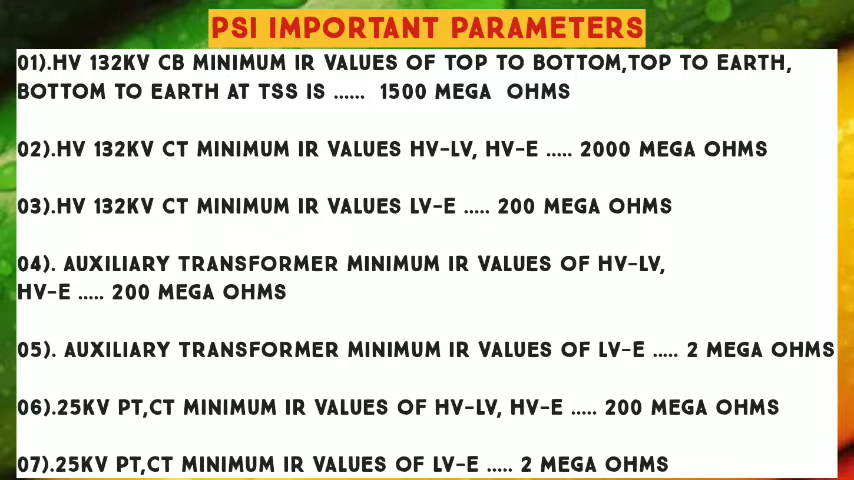 PSI IMPORTANT PARAMETERS
01).HV 132KV CB MINIMUM IR VALUES OF TOP TO BOTTOM,TOP TO EARTH,
BOTTOM TO EARTH AT TSS IS ...... 1500 MEGA OHMS
02).HV 132KV CT MINIMUM IR VALUES HV-LV, HV-E ..... 2000 MEGA OHMS
03).HV 132KV CT MINIMUM IR VALUES LV-E ..... 200 MEGA OHMS
04). AUXILIARY TRANSFORMER MINIMUM IR VALUES OF HV-LV,
HV-E ..... 200 MEGA OHMS
05). AUXILIARY TRANSFORMER MINIMUM IR VALUES OF LV-E ..... 2 MEGA OHMS
06).25KV PT,CT MINIMUM IR VALUES OF HV-LV, HV-E ..... 200 MEGA OHMS
07).25KV PT,CT MINIMUM IR VALUES OF LV-E ..... 2 MEGA OHMS